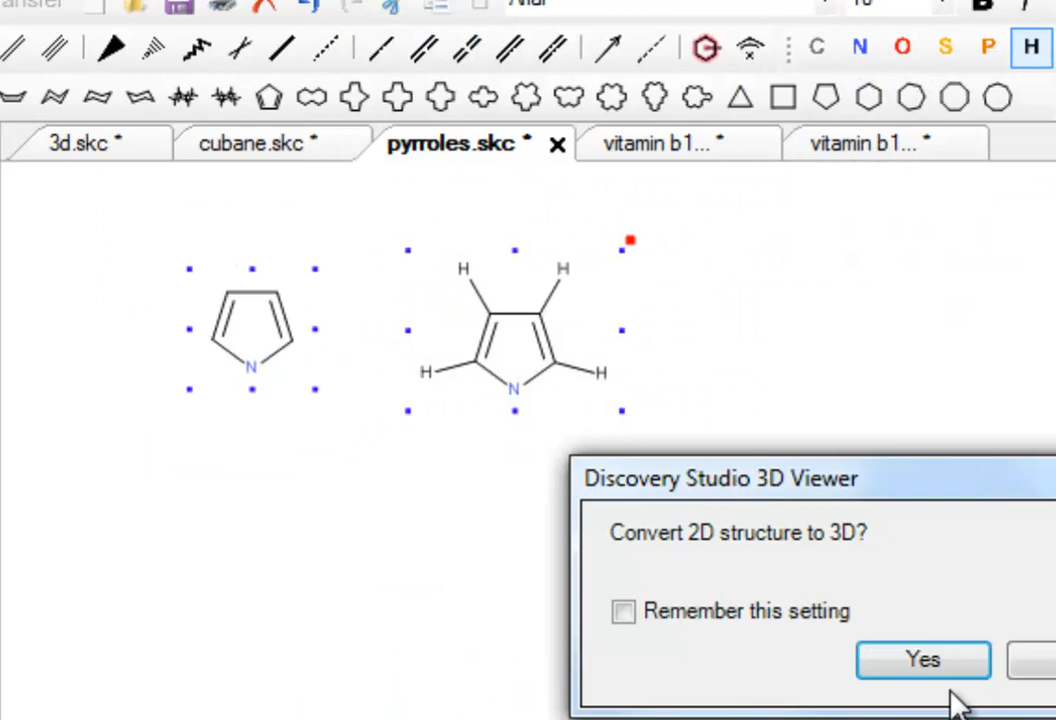 C N O S P H
3d.skc * cubane.skc * pyrroles.skc * vitamin b1... * vitamin b1... *
H H
N H H
N
Discovery Studio 3D Viewer
Convert 2D structure to 3D?
Remember this setting
Yes